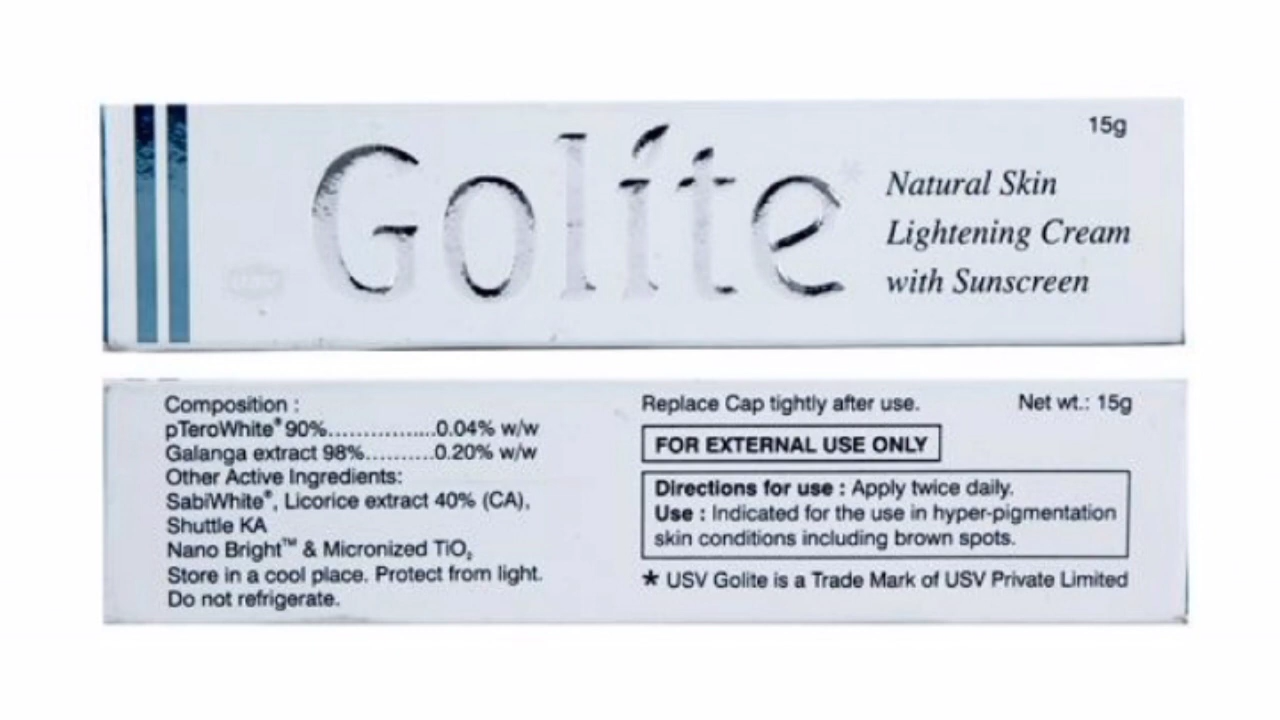 15g
Golite*
Natural Skin
Lightening Cream
with Sunscreen
Composition :
pTeroWhite® 90%................0.04% w/w
Galanga extract 98%..........0.20% w/w
Other Active Ingredients:
SabiWhite®, Licorice extract 40% (CA),
Shuttle KA
Nano Bright™ & Micronized TiO₂
Store in a cool place. Protect from light.
Do not refrigerate.
Replace Cap tightly after use.
Net wt.: 15g
FOR EXTERNAL USE ONLY
Directions for use : Apply twice daily.
Use : Indicated for the use in hyper-pigmentation
skin conditions including brown spots.
* USV Golite is a Trade Mark of USV Private Limited